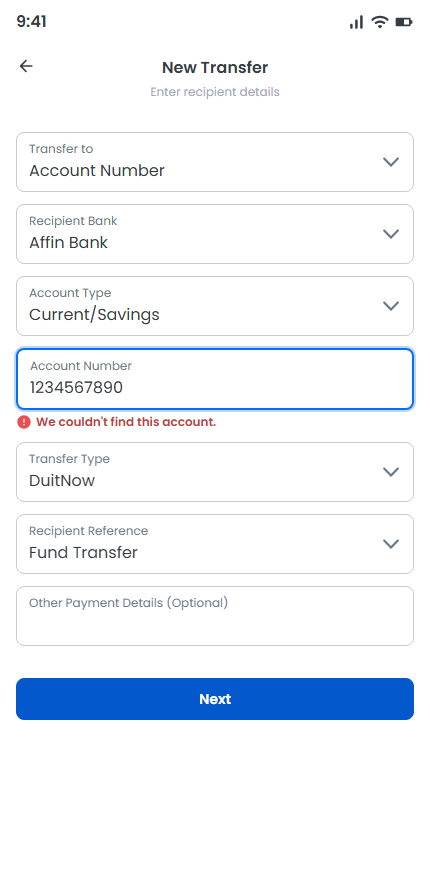 9:41
New Transfer
Enter recipient details
Transfer to
Account Number
Recipient Bank
Affin Bank
Account Type
Current/Savings
Account Number
1234567890
We couldn't find this account.
Transfer Type
DuitNow
Recipient Reference
Fund Transfer
Other Payment Details (Optional)
Next